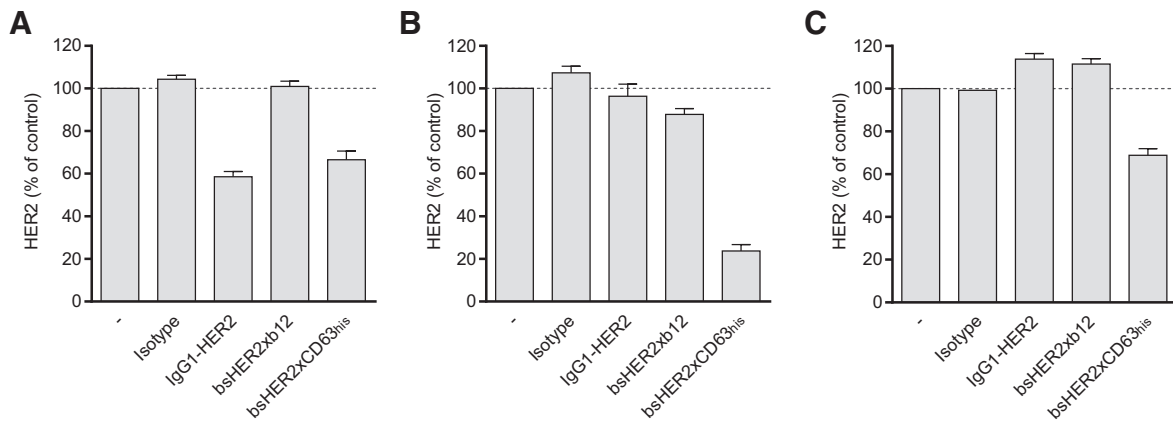 A
HER2 (% of control)
120
100
80
60
40
20
0
-
Isotype
IgG1-HER2
bsHER2xb12
bsHER2xCD63his
B
HER2 (% of control)
120
100
80
60
40
20
0
-
Isotype
IgG1-HER2
bsHER2xb12
bsHER2xCD63his
C
HER2 (% of control)
120
100
80
60
40
20
0
-
Isotype
IgG1-HER2
bsHER2xb12
bsHER2xCD63his